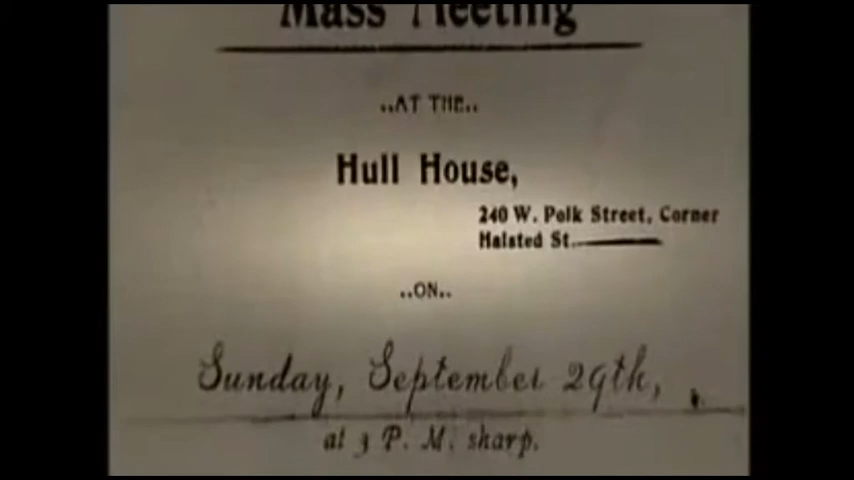 Mass Meeting
..AT THE..
Hull House,
240 W. Polk Street, Corner
Halsted St.
..ON..
Sunday, September 29th,
at 3 P. M. sharp.